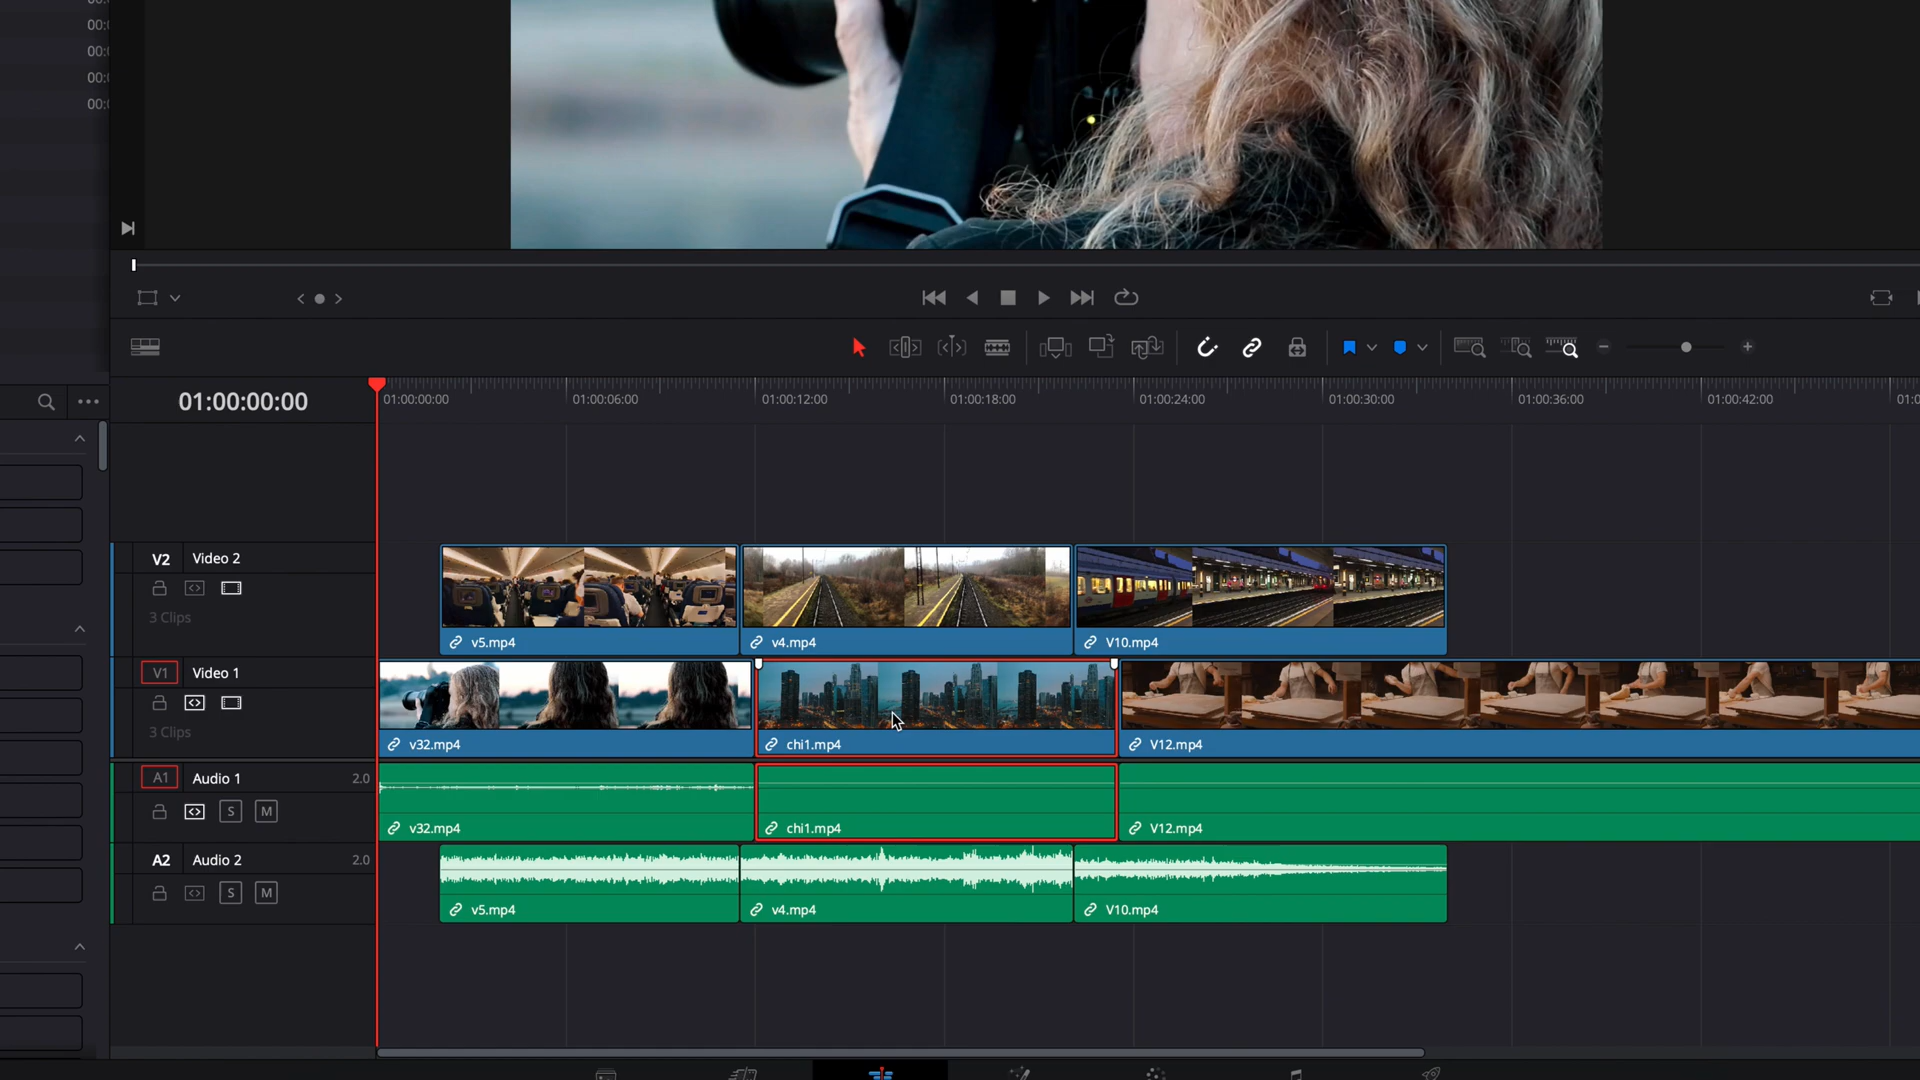 00:
00:
00:
00:
01:00:00:00
01:00:00:00
01:00:06:00
01:00:12:00
01:00:18:00
01:00:24:00
01:00:30:00
01:00:36:00
01:00:42:00
V2 Video 2
3 Clips
v5.mp4
v4.mp4
V10.mp4
V1 Video 1
3 Clips
v32.mp4
chi1.mp4
V12.mp4
A1 Audio 1 2.0
S M
v32.mp4
chi1.mp4
V12.mp4
A2 Audio 2 2.0
S M
v5.mp4
v4.mp4
V10.mp4